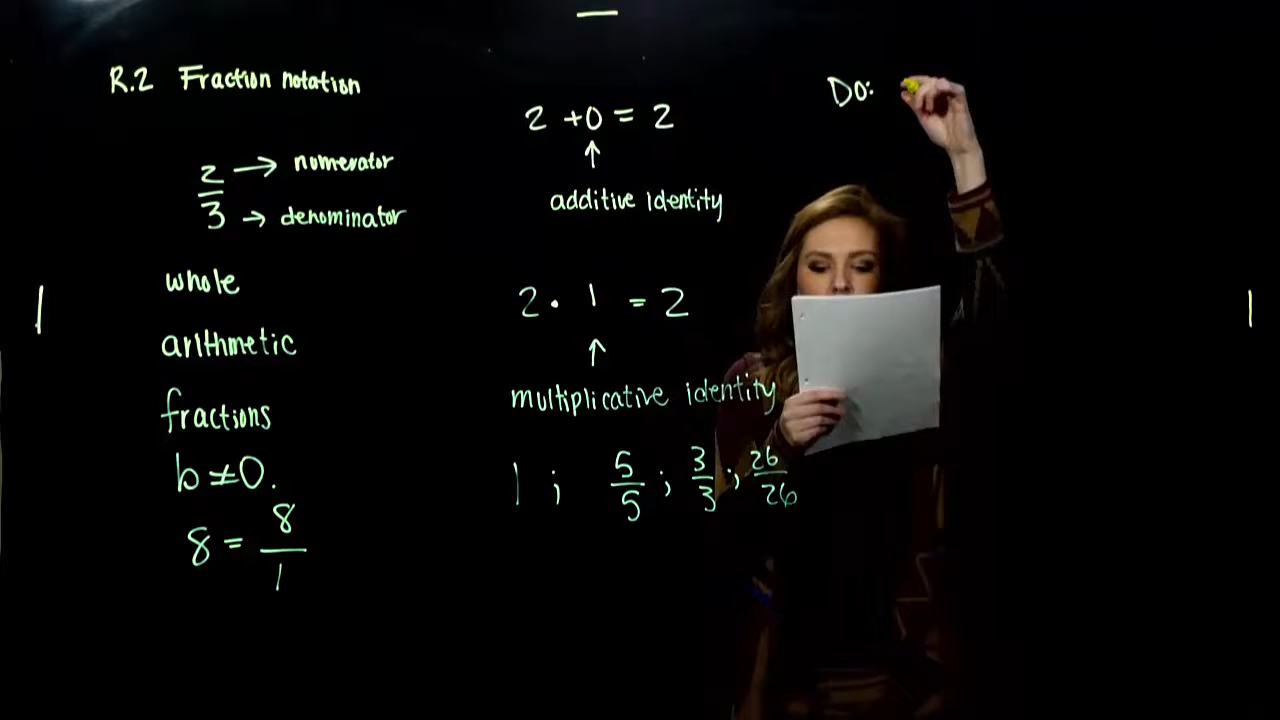 R.2 Fraction notation
2 → numerator
3 → denominator
whole
arithmetic
fractions
b≠0.
8 = 8/1
2 +0 = 2
↑
additive identity
2 · 1 = 2
↑
multiplicative identity
1 ; 5/5 ; 3/3 ; 26/26
Do: